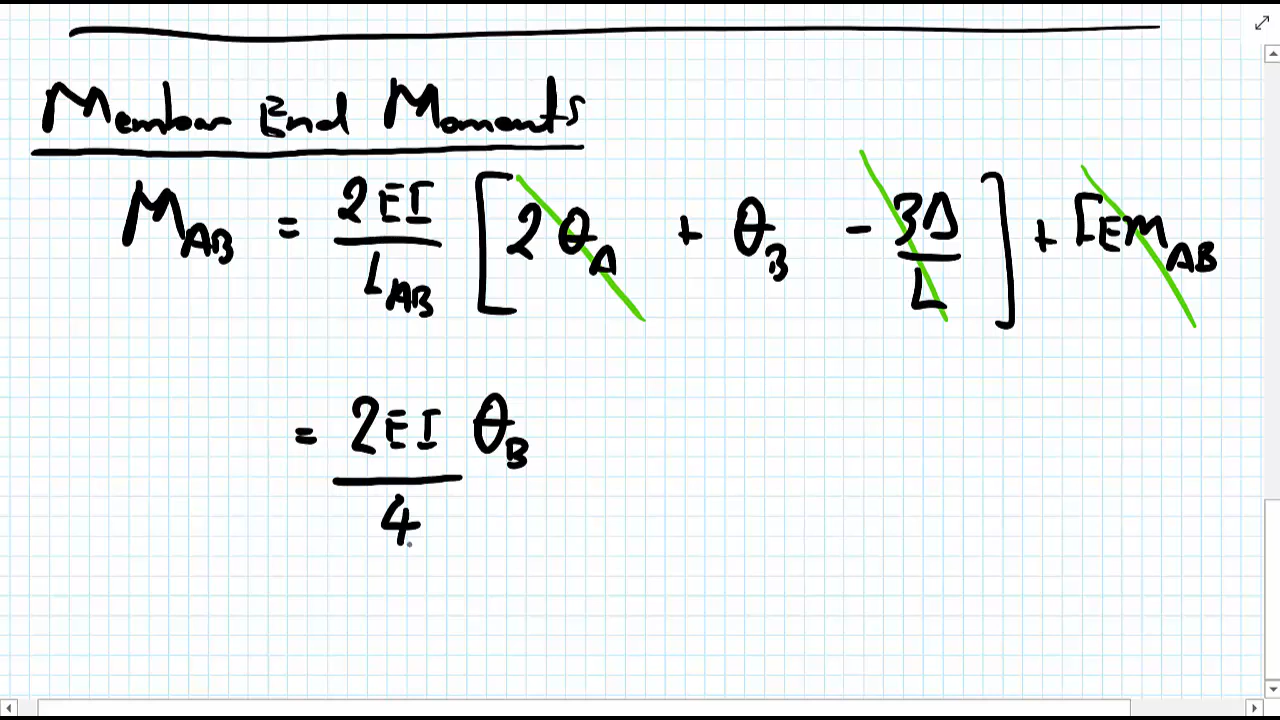 Member End Moments
M_AB = 2EI/L_AB [2θ_A + θ_B - 3Δ/L] + FEM_AB
= 2EI/4 θ_B